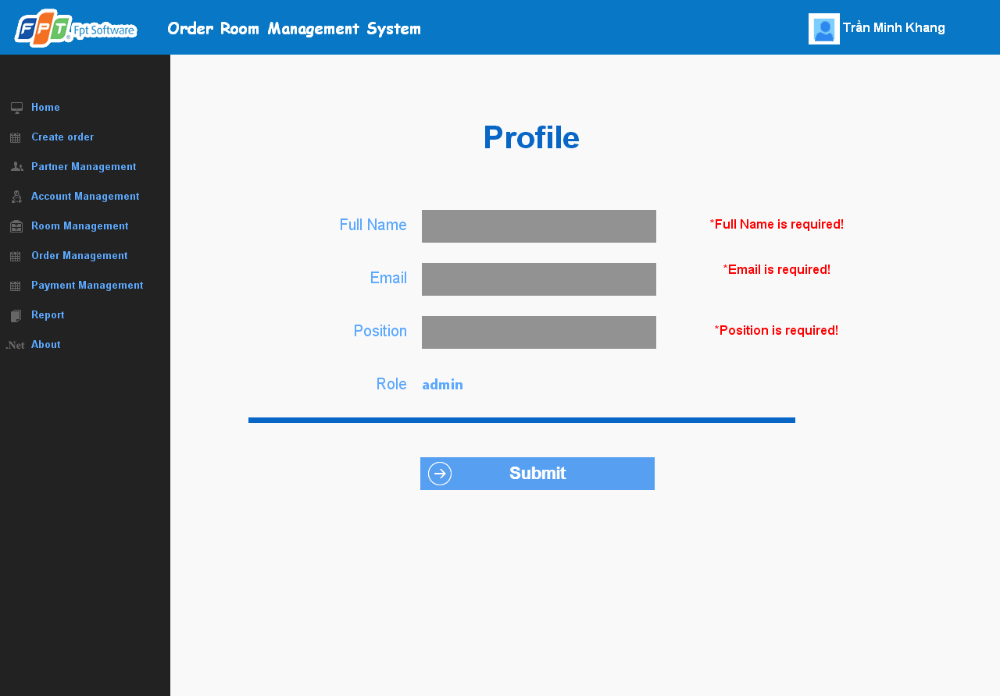 FPT® Fpt Software
Order Room Management System
Trần Minh Khang
Home
Create order
Partner Management
Account Management
Room Management
Order Management
Payment Management
Report
.Net About
Profile
Full Name
*Full Name is required!
Email
*Email is required!
Position
*Position is required!
Role admin
Submit